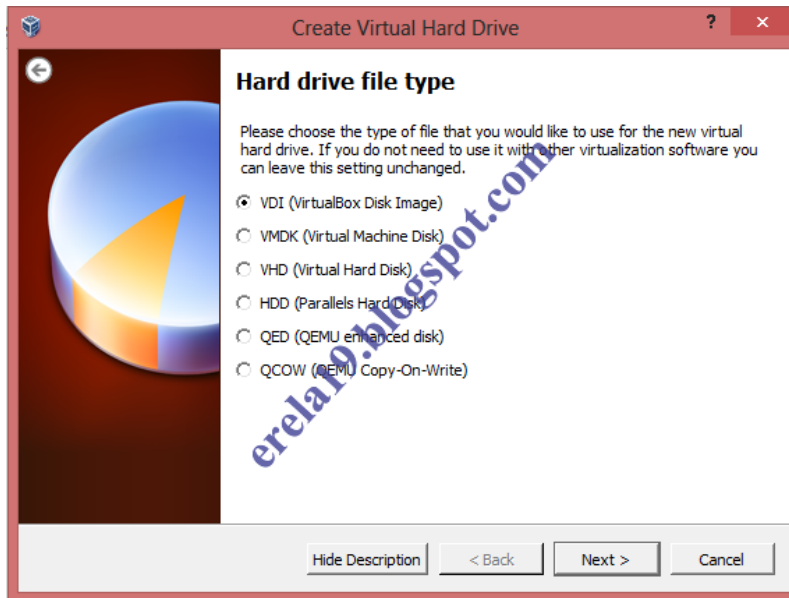 Create Virtual Hard Drive
?
×
Hard drive file type
Please choose the type of file that you would like to use for the new virtual
hard drive. If you do not need to use it with other virtualization software you
can leave this setting unchanged.
VDI (VirtualBox Disk Image)
VMDK (Virtual Machine Disk)
VHD (Virtual Hard Disk)
HDD (Parallels Hard Disk)
QED (QEMU enhanced disk)
QCOW (QEMU Copy-On-Write)
erela19.blogspot.com
Hide Description
< Back
Next >
Cancel